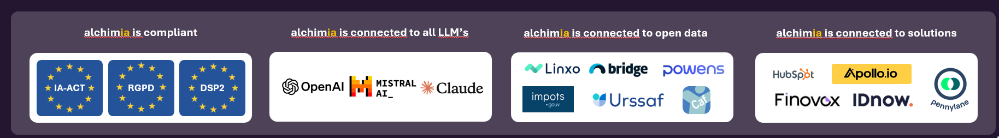 alchimia is compliant
IA-ACT
RGPD
DSP2
alchimia is connected to all LLM’s
OpenAI
MISTRAL
AI_
Claude
alchimia is connected to open data
Linxo
bridge
powens
impots
.gouv
Urssaf
Caf
alchimia is connected to solutions
HubSpot
Apollo.io
Finovox
IDnow.
pennylane